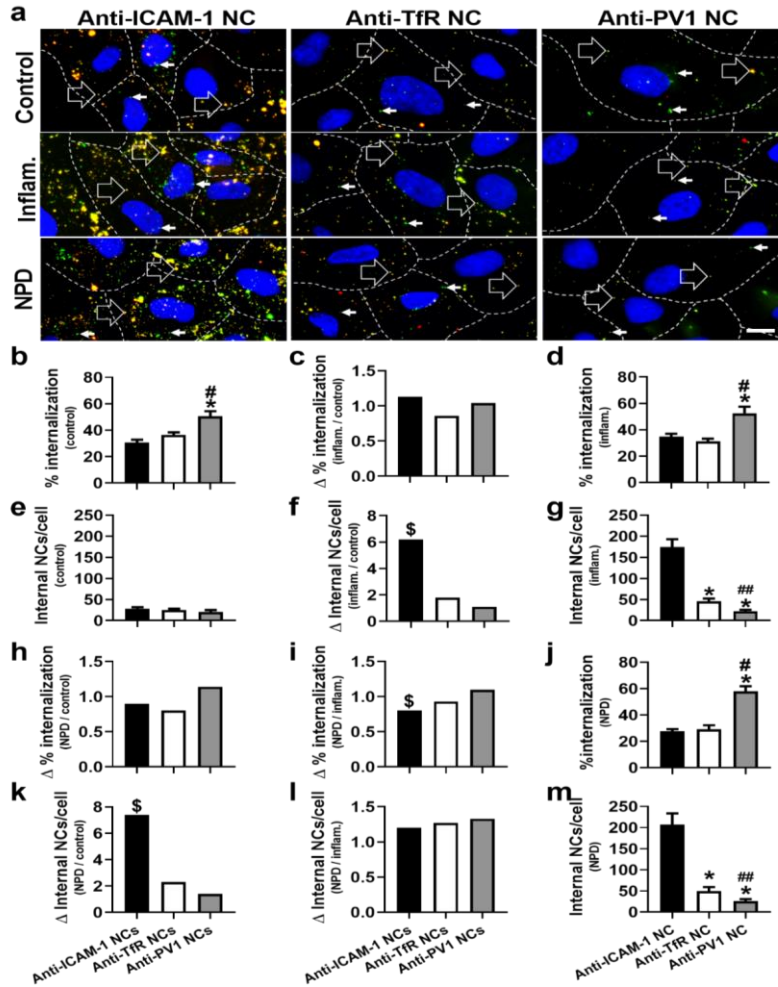 a
Anti-ICAM-1 NC
Anti-TfR NC
Anti-PV1 NC
Control
Inflam.
NPD
b
% internalization
(control)
80
60
40
20
0
#
*
c
Δ % internalization
(inflam. / control)
1.5
1.0
0.5
0.0
d
% internalization
(inflam.)
80
60
40
20
0
#
*
e
Internal NCs/cell
(control)
250
200
150
100
50
0
f
Δ Internal NCs/cell
(inflam. / control)
8
6
4
2
0
$
g
Internal NCs/cell
(inflam.)
250
200
150
100
50
0
*
##
*
h
Δ % internalization
(NPD / control)
1.5
1.0
0.5
0.0
i
Δ % internalization
(NPD / inflam.)
1.5
1.0
0.5
0.0
$
j
%internalization
(NPD)
80
60
40
20
0
#
*
k
Δ Internal NCs/cell
(NPD / control)
8
6
4
2
0
$
l
Δ Internal NCs/cell
(NPD / inflam.)
1.5
1.0
0.5
0.0
m
Internal NCs/cell
(NPD)
250
200
150
100
50
0
*
##
*
Anti-ICAM-1 NCs
Anti-TfR NCs
Anti-PV1 NCs
Anti-ICAM-1 NCs
Anti-TfR NCs
Anti-PV1 NCs
Anti-ICAM-1 NC
Anti-TfR NC
Anti-PV1 NC